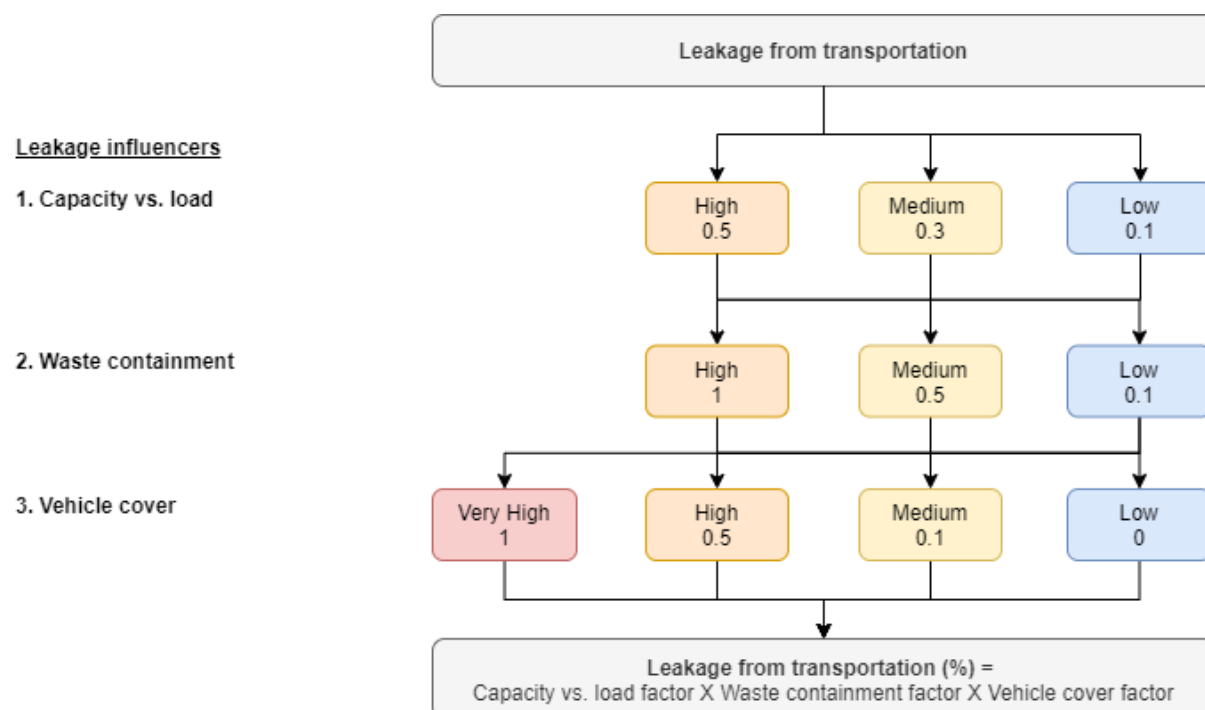 Leakage from transportation
Leakage influencers
1. Capacity vs. load
High
0.5
Medium
0.3
Low
0.1
2. Waste containment
High
1
Medium
0.5
Low
0.1
3. Vehicle cover
Very High
1
High
0.5
Medium
0.1
Low
0
Leakage from transportation (%) =
Capacity vs. load factor X Waste containment factor X Vehicle cover factor